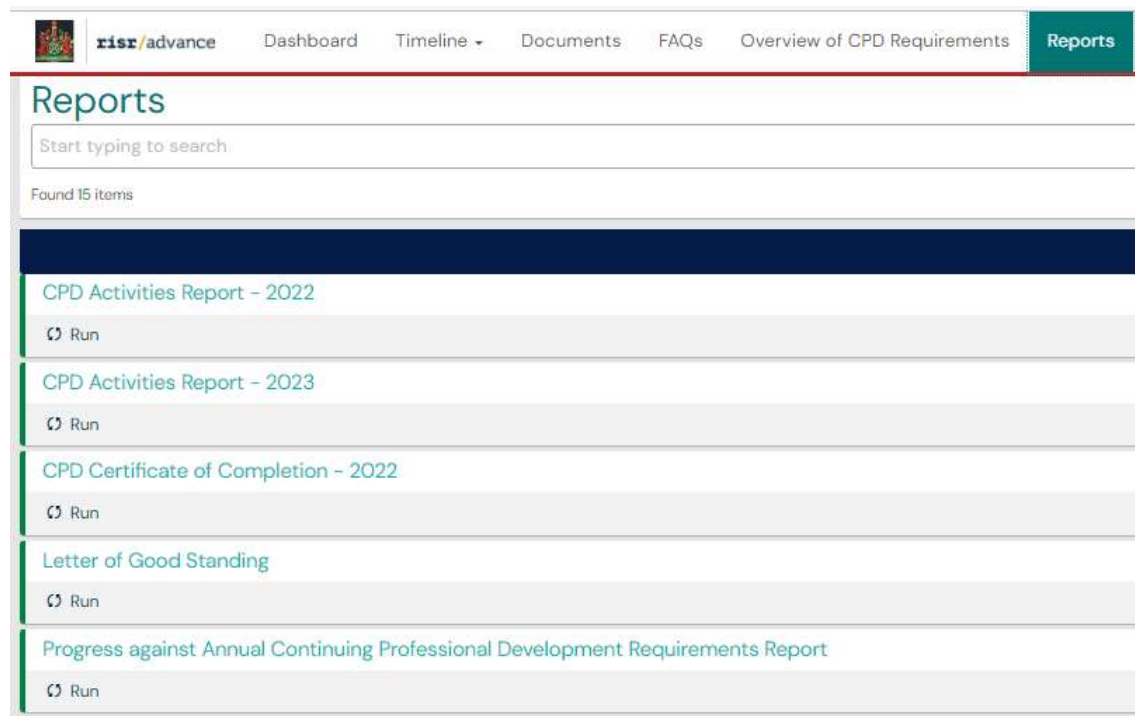 risr/advance Dashboard Timeline Documents FAQs Overview of CPD Requirements Reports
Reports
Start typing to search
Found 15 items
CPD Activities Report - 2022
Run
CPD Activities Report - 2023
Run
CPD Certificate of Completion - 2022
Run
Letter of Good Standing
Run
Progress against Annual Continuing Professional Development Requirements Report
Run